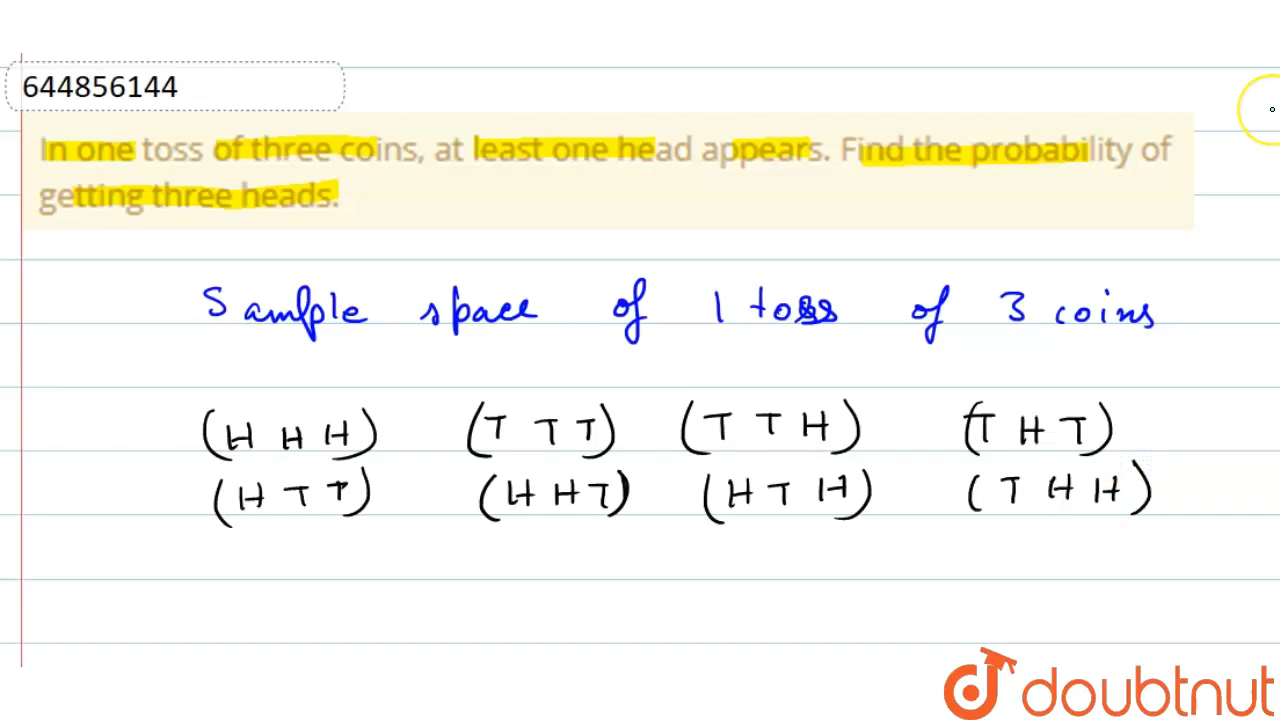 644856144
In one toss of three coins, at least one head appears. Find the probability of
getting three heads.
Sample space of 1 toss of 3 coins
(H H H) (T T T) (T T H) (T H T)
(H T T) (H H T) (H T H) (T H H)
doubtnut